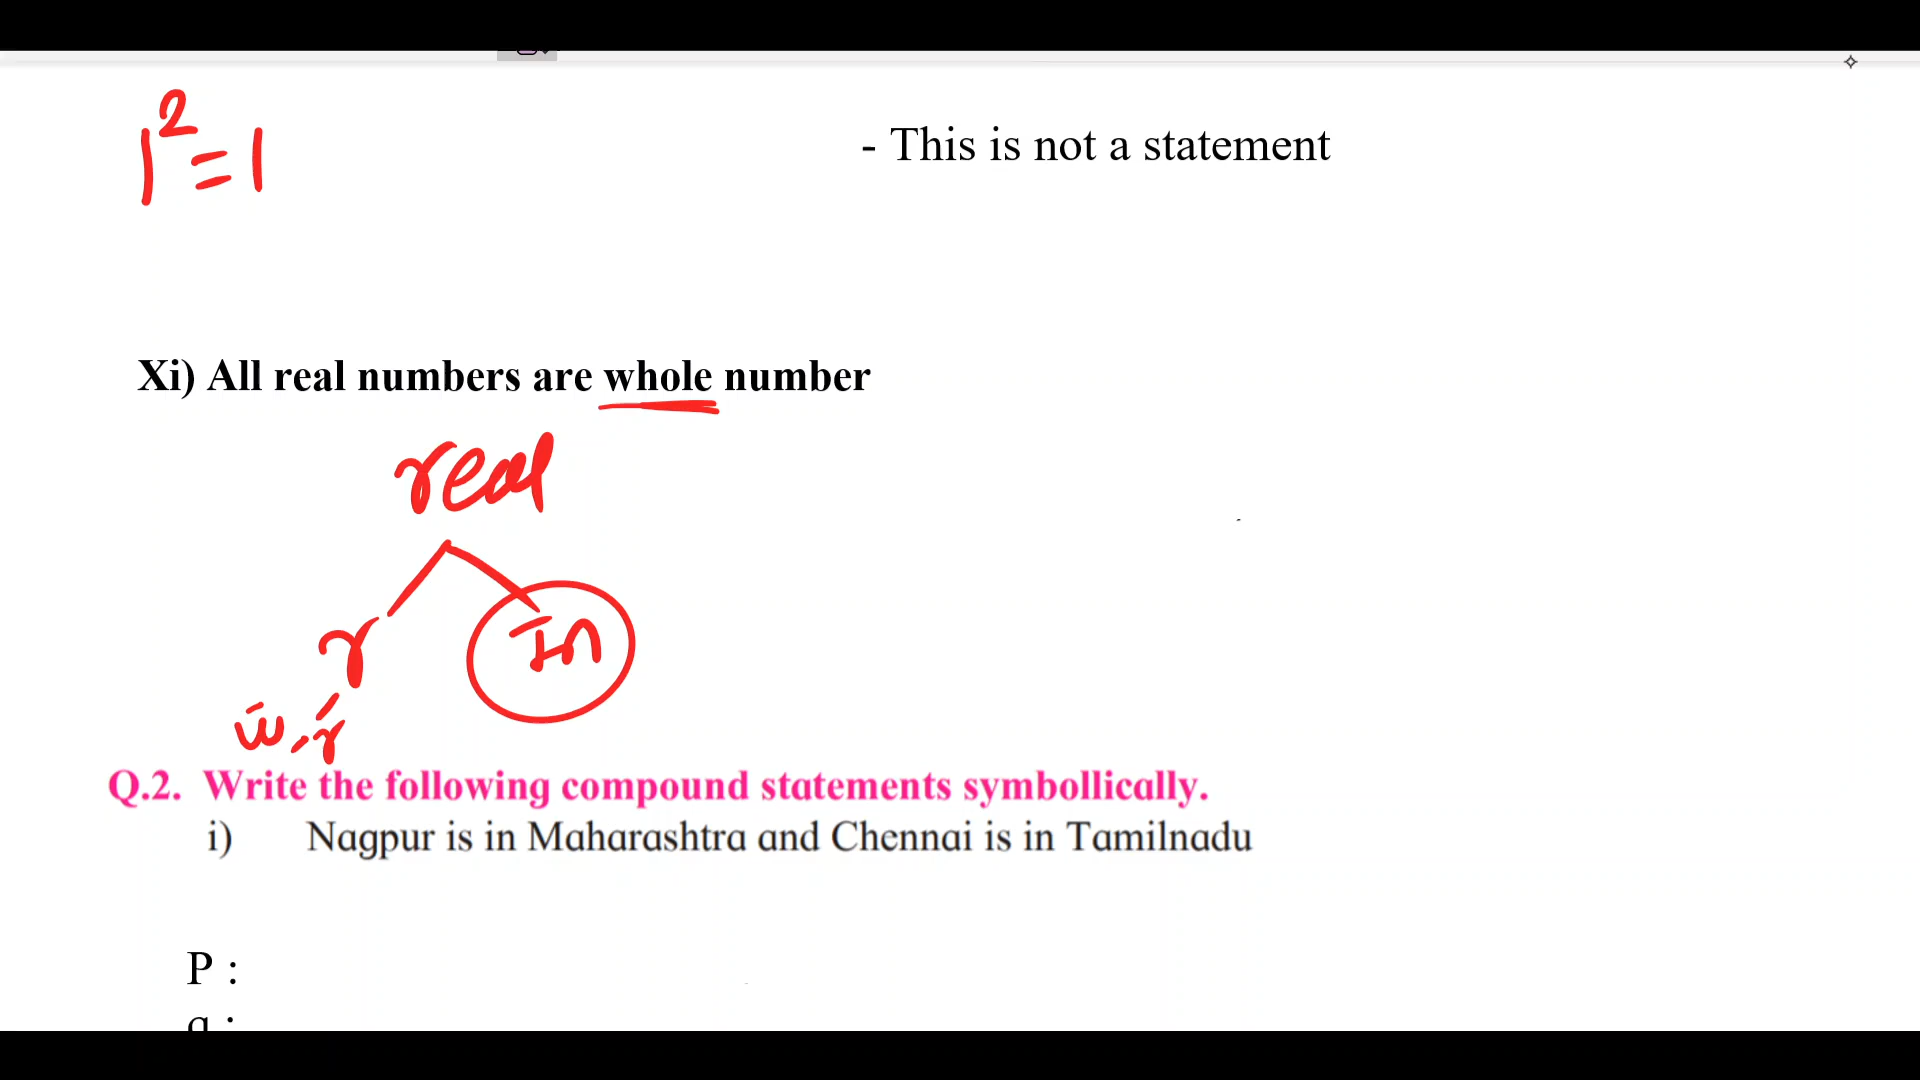 1² = 1
- This is not a statement
Xi) All real numbers are whole number
real
r In
w, r
Q.2. Write the following compound statements symbollically.
i) Nagpur is in Maharashtra and Chennai is in Tamilnadu
P :
q :